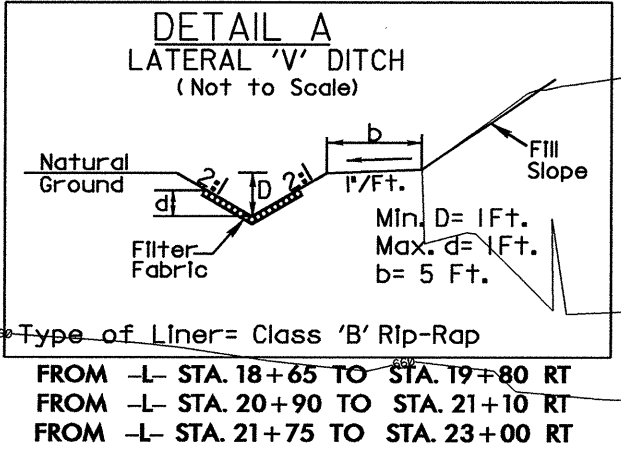 DETAIL A
LATERAL 'V' DITCH
(Not to Scale)
b
Natural
Ground
2:1
D
2:1
1"/Ft.
Fill
Slope
d
Min. D= 1Ft.
Max. d= 1Ft.
b= 5 Ft.
Filter
Fabric
Type of Liner= Class 'B' Rip-Rap
660
FROM -L- STA. 18+65 TO STA. 19+80 RT
FROM -L- STA. 20+90 TO STA. 21+10 RT
FROM -L- STA. 21+75 TO STA. 23+00 RT